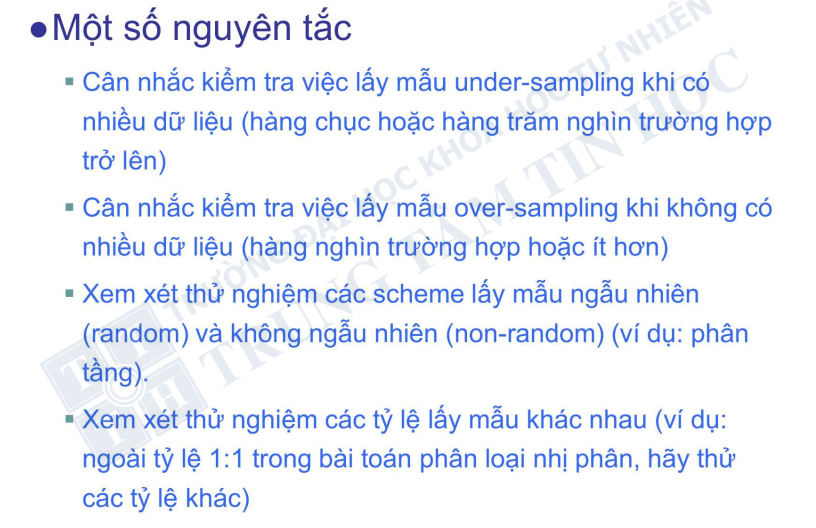 ●Một số nguyên tắc
▪ Cân nhắc kiểm tra việc lấy mẫu under-sampling khi có
nhiều dữ liệu (hàng chục hoặc hàng trăm nghìn trường hợp
trở lên)
▪ Cân nhắc kiểm tra việc lấy mẫu over-sampling khi không có
nhiều dữ liệu (hàng nghìn trường hợp hoặc ít hơn)
▪ Xem xét thử nghiệm các scheme lấy mẫu ngẫu nhiên
(random) và không ngẫu nhiên (non-random) (ví dụ: phân
tầng).
▪ Xem xét thử nghiệm các tỷ lệ lấy mẫu khác nhau (ví dụ:
ngoài tỷ lệ 1:1 trong bài toán phân loại nhị phân, hãy thử
các tỷ lệ khác)
TRƯỜNG ĐẠI HỌC KHOA HỌC TỰ NHIÊN
TRUNG TÂM TIN HỌC